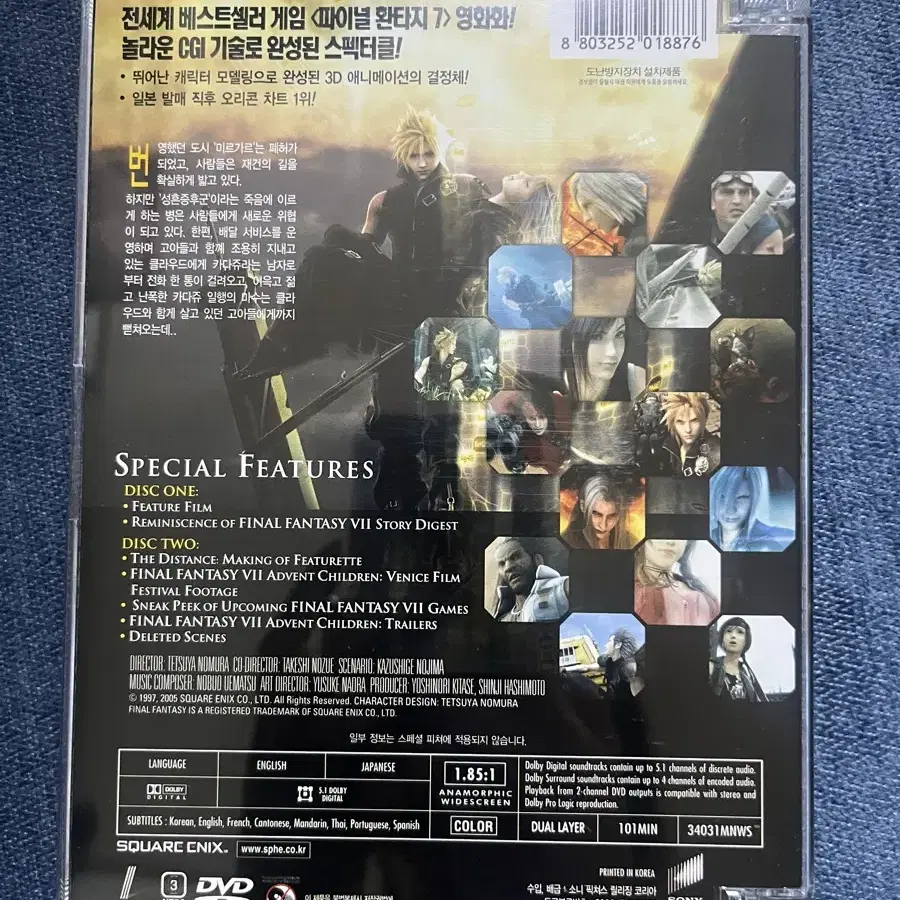 전세계 베스트셀러 게임 <파이널 환타지 7> 영화화!
놀라운 CGI 기술로 완성된 스펙터클!
• 뛰어난 캐릭터 모델링으로 완성된 3D 애니메이션의 결정체!
• 일본 발매 직후 오리콘 차트 1위!
8 803252 018876
도난방지장치 설치제품
번영했던 도시 '미르가르'는 폐허가
되었고, 사람들은 재건의 길을
확실하게 밟고 있다.
하지만 '성흔증후군'이라는 죽음에 이르
게 하는 병은 사람들에게 새로운 위협
이 되고 있다. 한편, 배달 서비스를 운
영하며 고아들과 함께 조용히 지내고
있는 클라우드에게 카다쥬라는 남자로
부터 전화 한 통이 걸려오고, 어윽고 젊
고 난폭한 카다쥬 일행의 마수는 클라
우드와 함게 살고 있던 고아들에게까지
뻗쳐오는데..
SPECIAL FEATURES
DISC ONE:
• FEATURE FILM
• REMINISCENCE OF FINAL FANTASY VII STORY DIGEST
DISC TWO:
• THE DISTANCE: MAKING OF FEATURETTE
• FINAL FANTASY VII ADVENT CHILDREN: VENICE FILM
FESTIVAL FOOTAGE
• SNEAK PEEK OF UPCOMING FINAL FANTASY VII GAMES
• FINAL FANTASY VII ADVENT CHILDREN: TRAILERS
• DELETED SCENES
DIRECTOR: TETSUYA NOMURA CO-DIRECTOR: TAKESHI NOZUE SCENARIO: KAZUSHIGE NOJIMA
MUSIC COMPOSER: NOBUO UEMATSU ART DIRECTOR: YUSUKE NAORA PRODUCER: YOSHINORI KITASE, SHINJI HASHIMOTO
© 1997, 2005 SQUARE ENIX CO., LTD. All Rights Reserved. CHARACTER DESIGN: TETSUYA NOMURA
FINAL FANTASY IS A REGISTERED TRADEMARK OF SQUARE ENIX CO., LTD.
일부 정보는 스페셜 피쳐에 적용되지 않습니다.
LANGUAGE ENGLISH JAPANESE
DOLBY DIGITAL 5.1 DOLBY DIGITAL
SUBTITLES : Korean, English, French, Cantonese, Mandarin, Thai, Portuguese, Spanish
1.85:1
ANAMORPHIC
WIDESCREEN
Dolby Digital soundtracks contain up to 5.1 channels of discrete audio.
Dolby Surround soundtracks contain up to 4 channels of encoded audio.
Playback from 2-channel DVD outputs is compatible with stereo and
Dolby Pro Logic reproduction.
COLOR DUAL LAYER 101MIN 34031MNWS
SQUARE ENIX. www.sphe.co.kr
PRINTED IN KOREA
3 DVD
수입, 배급 : 소니 픽쳐스 릴리징 코리아
SONY